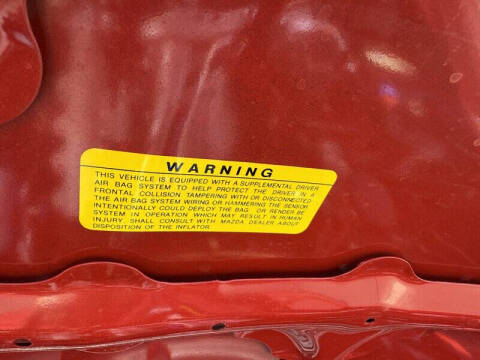 WARNING
THIS VEHICLE IS EQUIPPED WITH A SUPPLEMENTAL DRIVER
AIR BAG SYSTEM TO HELP PROTECT THE DRIVER IN A
FRONTAL COLLISION TAMPERING WITH OR DISCONNECTED
THE AIR BAG SYSTEM WIRING OR HAMMERING THE SENSOR
INTENTIONALLY COULD DEPLOY THE BAG OR RENDER BE
SYSTEM IN OPERATION WHICH MAY RESULT IN HUMAN
INJURY. SHALL CONSULT WITH MAZDA DEALER ABOUT
DISPOSITION OF THE INFLATOR.